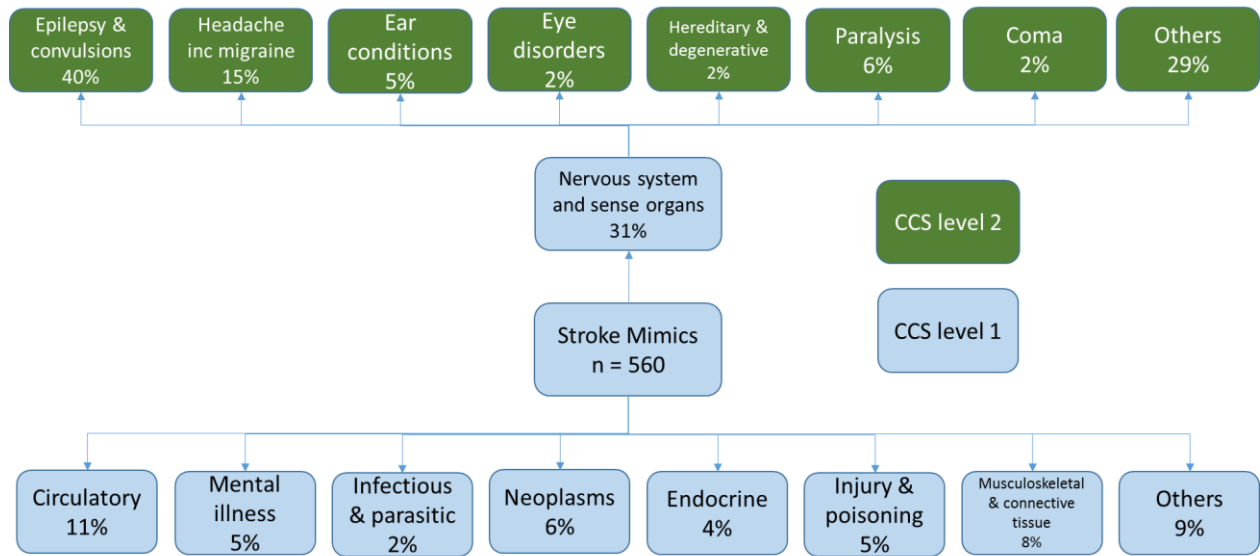 Epilepsy &
convulsions
40%
Headache
inc migraine
15%
Ear
conditions
5%
Eye
disorders
2%
Hereditary &
degenerative
2%
Paralysis
6%
Coma
2%
Others
29%
Nervous system
and sense organs
31%
CCS level 2
Stroke Mimics
n = 560
CCS level 1
Circulatory
11%
Mental
illness
5%
Infectious
& parasitic
2%
Neoplasms
6%
Endocrine
4%
Injury &
poisoning
5%
Musculoskeletal
& connective
tissue
8%
Others
9%